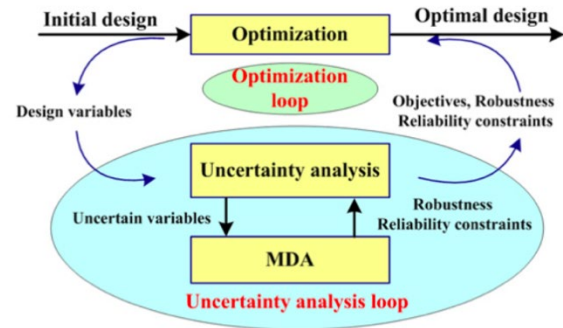 Initial design
Optimal design
Optimization
Optimization
loop
Design variables
Objectives, Robustness
Reliability constraints
Uncertainty analysis
Uncertain variables
Robustness
Reliability constraints
MDA
Uncertainty analysis loop